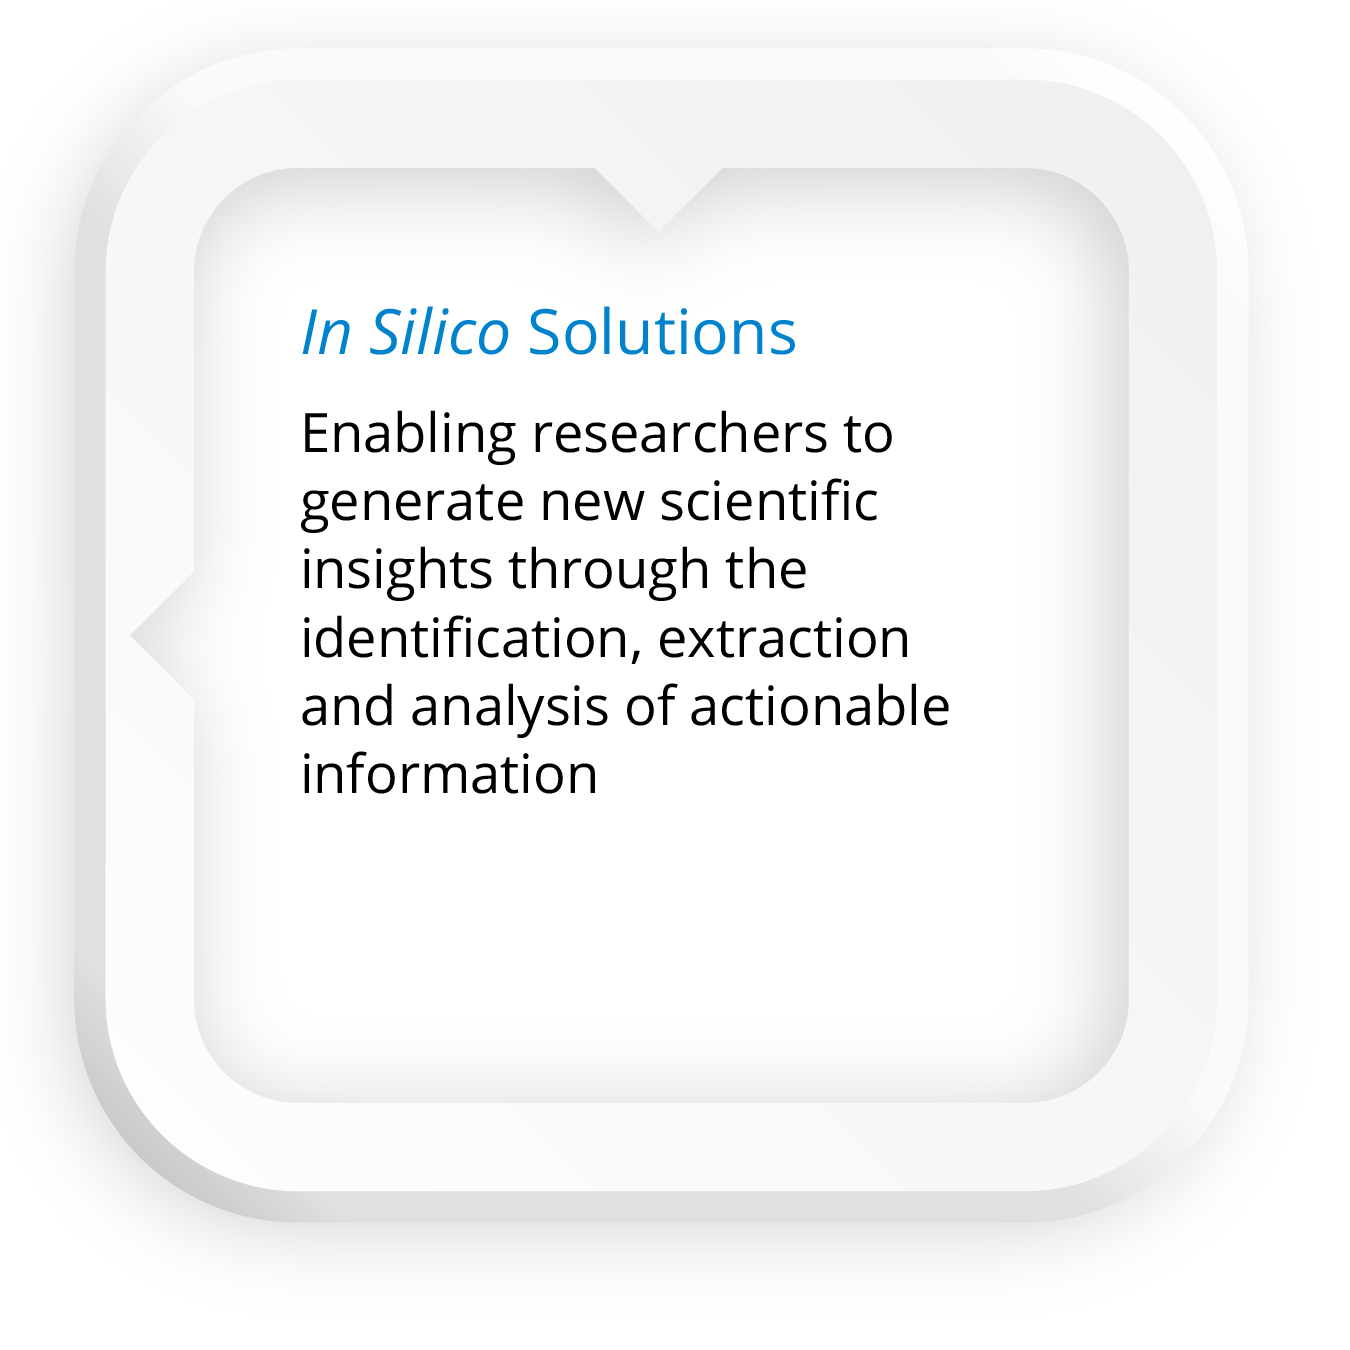 In Silico Solutions
Enabling researchers to
generate new scientific
insights through the
identification, extraction
and analysis of actionable
information